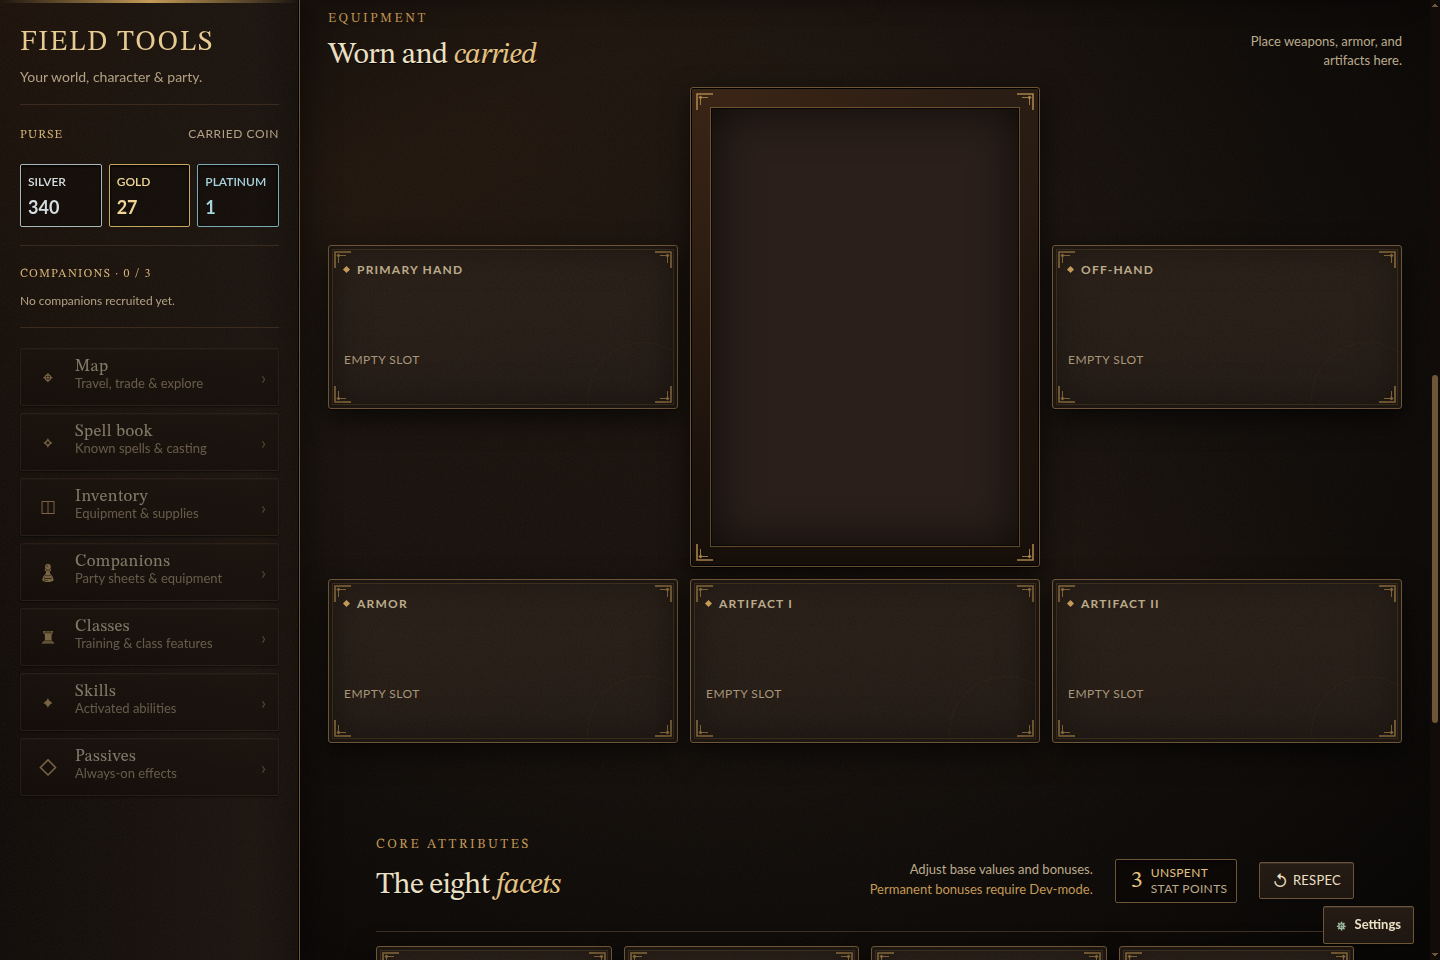 FIELD TOOLS
Your world, character & party.
PURSE
CARRIED COIN
SILVER
340
GOLD
27
PLATINUM
1
COMPANIONS · 0 / 3
No companions recruited yet.
Map
Travel, trade & explore
Spell book
Known spells & casting
Inventory
Equipment & supplies
Companions
Party sheets & equipment
Classes
Training & class features
Skills
Activated abilities
Passives
Always-on effects
EQUIPMENT
Worn and carried
Place weapons, armor, and
artifacts here.
PRIMARY HAND
EMPTY SLOT
OFF-HAND
EMPTY SLOT
ARMOR
EMPTY SLOT
ARTIFACT I
EMPTY SLOT
ARTIFACT II
EMPTY SLOT
CORE ATTRIBUTES
The eight facets
Adjust base values and bonuses.
Permanent bonuses require Dev-mode.
3
UNSPENT
STAT POINTS
RESPEC
Settings